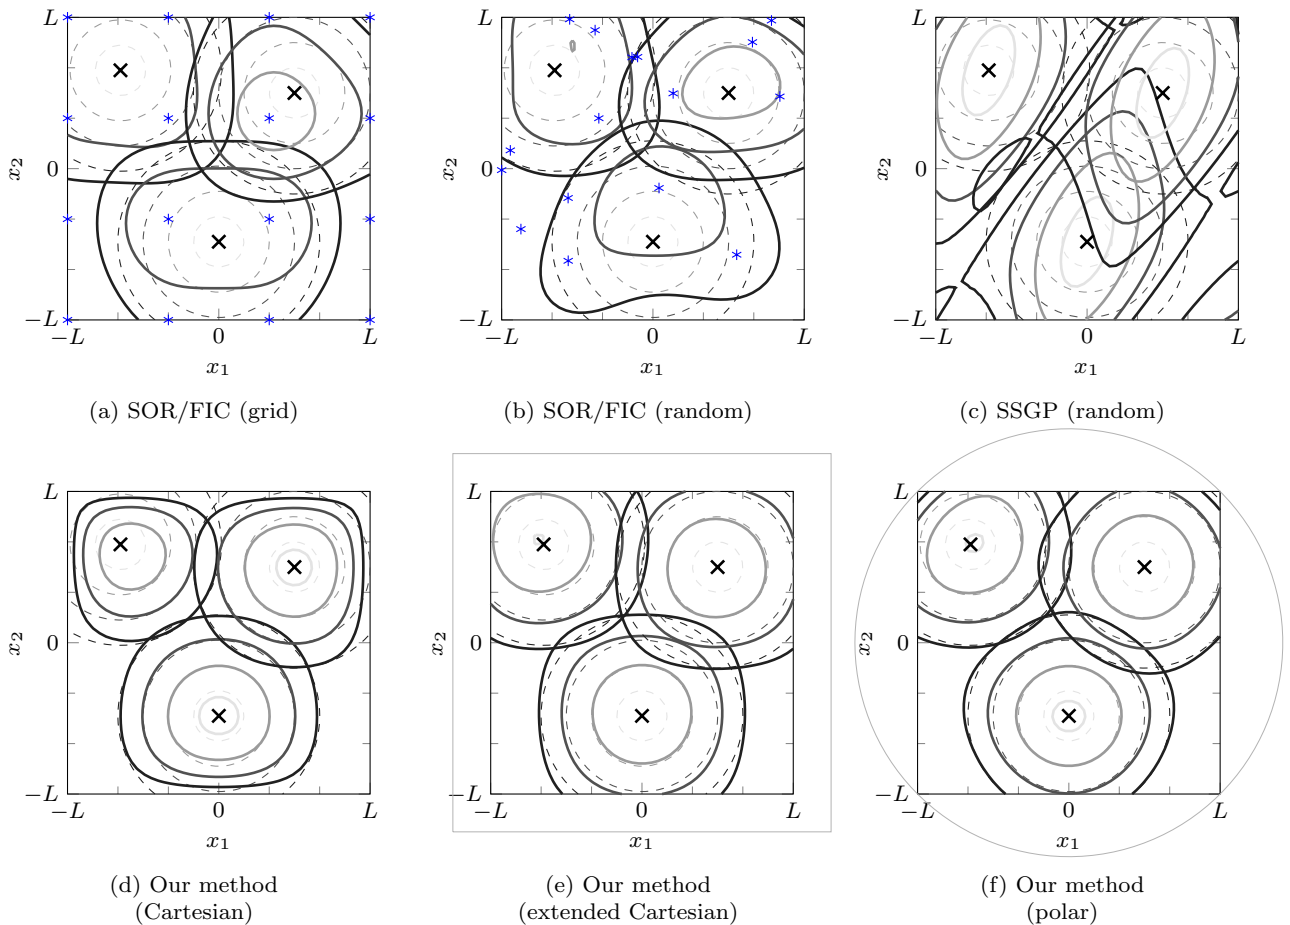 L
0
−L
x2
−L 0 L
x1
(a) SOR/FIC (grid)
L
0
−L
x2
−L 0 L
x1
(b) SOR/FIC (random)
L
0
−L
x2
−L 0 L
x1
(c) SSGP (random)
L
0
−L
x2
−L 0 L
x1
(d) Our method
(Cartesian)
L
0
−L
x2
−L 0 L
x1
(e) Our method
(extended Cartesian)
L
0
−L
x2
−L 0 L
x1
(f) Our method
(polar)